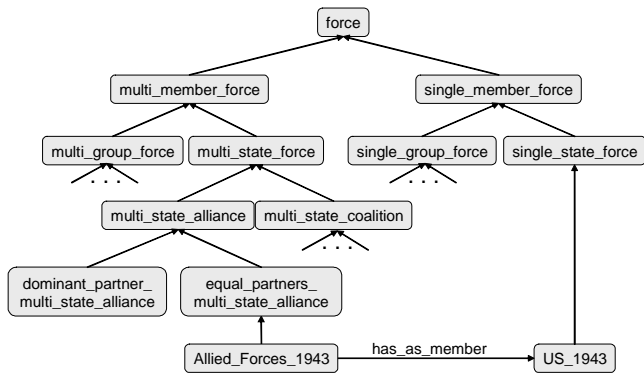 force
multi_member_force
single_member_force
multi_group_force
multi_state_force
single_group_force
single_state_force
. . .
. . .
multi_state_alliance
multi_state_coalition
. . .
dominant_partner_
multi_state_alliance
equal_partners_
multi_state_alliance
Allied_Forces_1943
has_as_member
US_1943